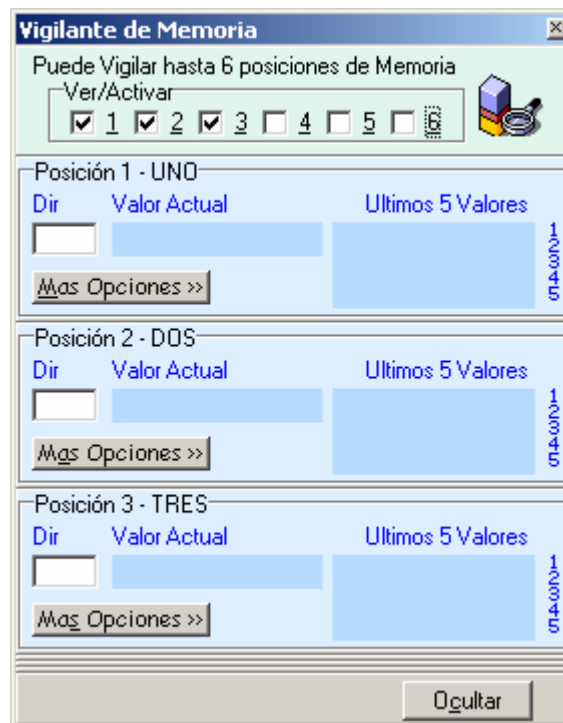 Vigilante de Memoria
Puede Vigilar hasta 6 posiciones de Memoria
Ver/Activar
1 2 3 4 5 6
Posición 1 - UNO
Dir Valor Actual Ultimos 5 Valores
1
2
3
4
5
Mas Opciones >>
Posición 2 - DOS
Dir Valor Actual Ultimos 5 Valores
1
2
3
4
5
Mas Opciones >>
Posición 3 - TRES
Dir Valor Actual Ultimos 5 Valores
1
2
3
4
5
Mas Opciones >>
Ocultar